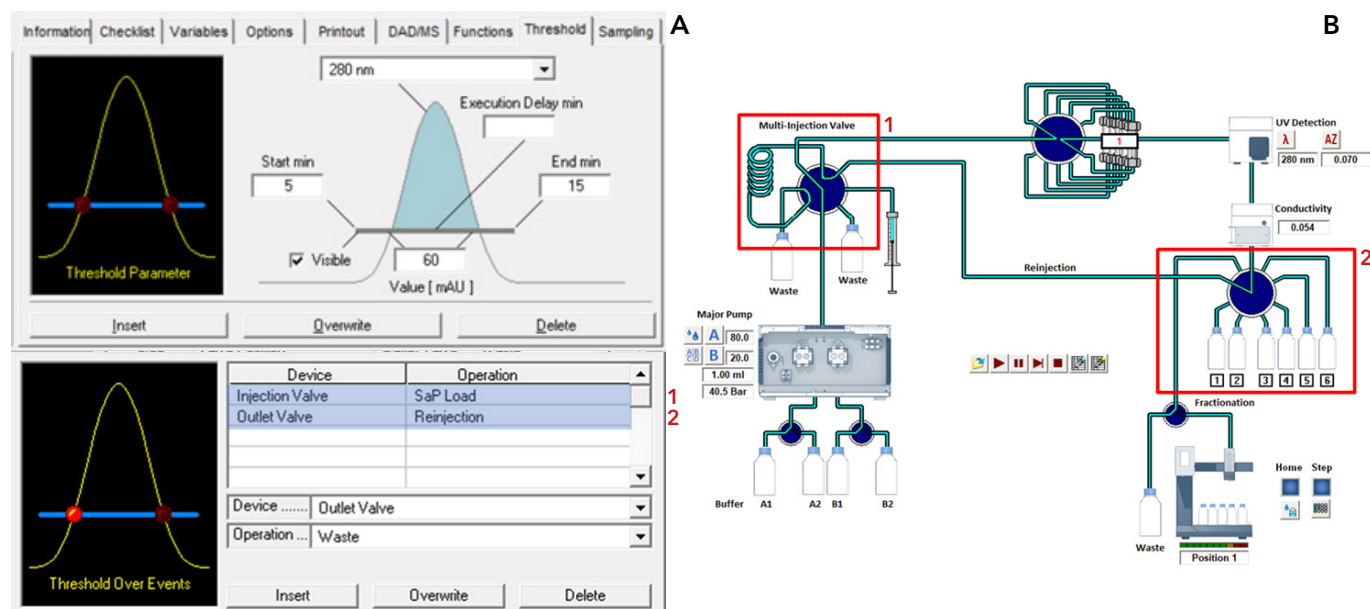 Information Checklist Variables Options Printout DAD/MS Functions Threshold Sampling
280 nm
Execution Delay min
Start min
5
End min
15
Visible
60
Value [ mAU ]
Threshold Parameter
Insert Overwrite Delete
Device Operation
Injection Valve SaP Load
Outlet Valve Reinjection
1
2
Device ....... Outlet Valve
Operation ... Waste
Threshold Over Events
Insert Overwrite Delete
A
B
Multi-Injection Valve
1
Waste
Waste
1
UV Detection
λ AZ
280 nm 0.070
Conductivity
0.054
2
Reinjection
Major Pump
A 80.0
B 20.0
A|B
C|D
1.00 ml
40.5 Bar
Buffer A1 A2 B1 B2
1 2 3 4 5 6
Fractionation
Home Step
Waste
Position 1